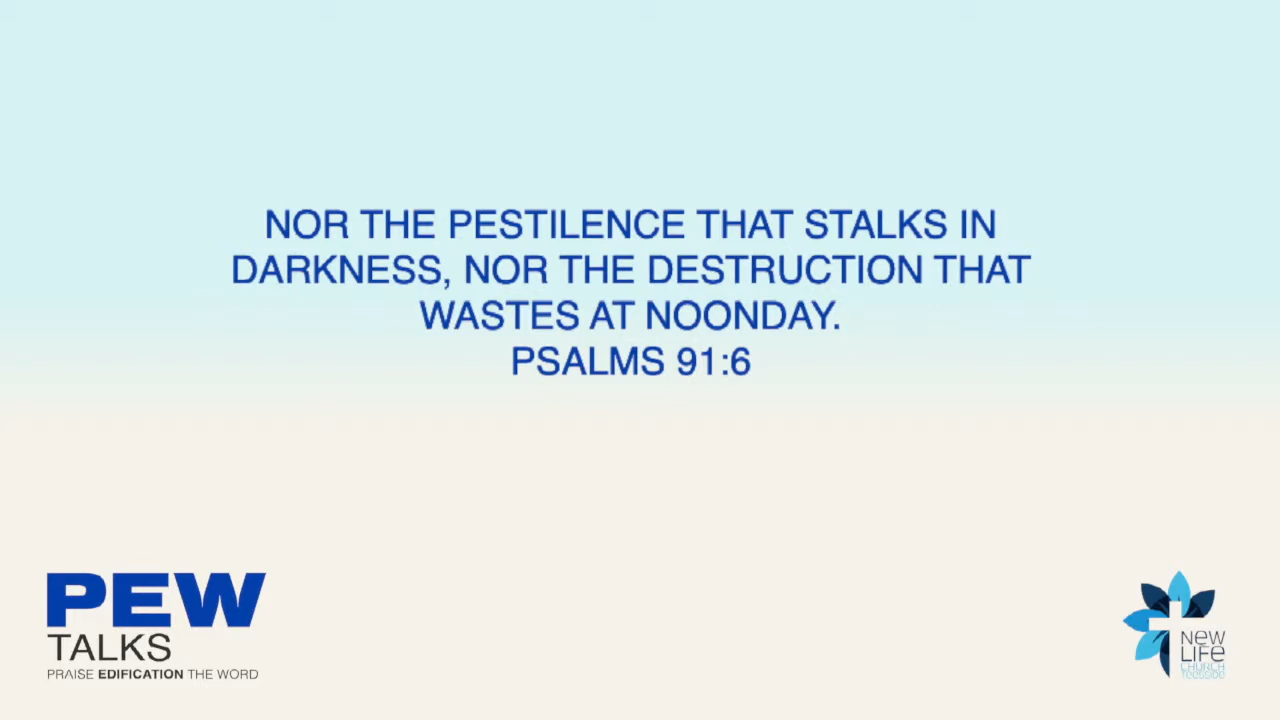 NOR THE PESTILENCE THAT STALKS IN
DARKNESS, NOR THE DESTRUCTION THAT
WASTES AT NOONDAY.
PSALMS 91:6
PEW
TALKS
PRAISE EDIFICATION THE WORD
NEW
LIFE
CHURCH
TEESSIDE